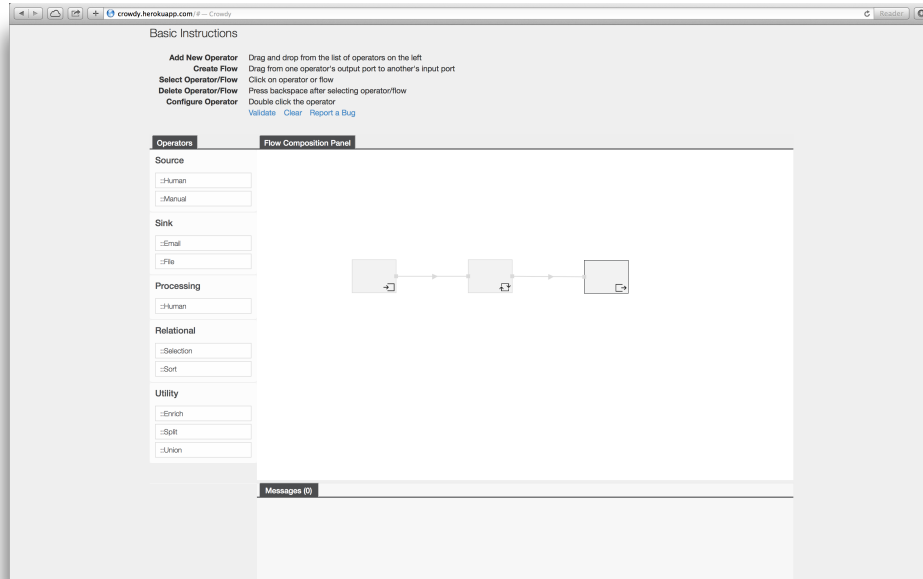 crowdy.herokuapp.com/# — Crowdy
Reader
Basic Instructions
Add New Operator Drag and drop from the list of operators on the left
Create Flow Drag from one operator's output port to another's input port
Select Operator/Flow Click on operator or flow
Delete Operator/Flow Press backspace after selecting operator/flow
Configure Operator Double click the operator
Validate Clear Report a Bug
Operators
Flow Composition Panel
Source
::Human
::Manual
Sink
::Email
::File
Processing
::Human
Relational
::Selection
::Sort
Utility
::Enrich
::Split
::Union
Messages (0)